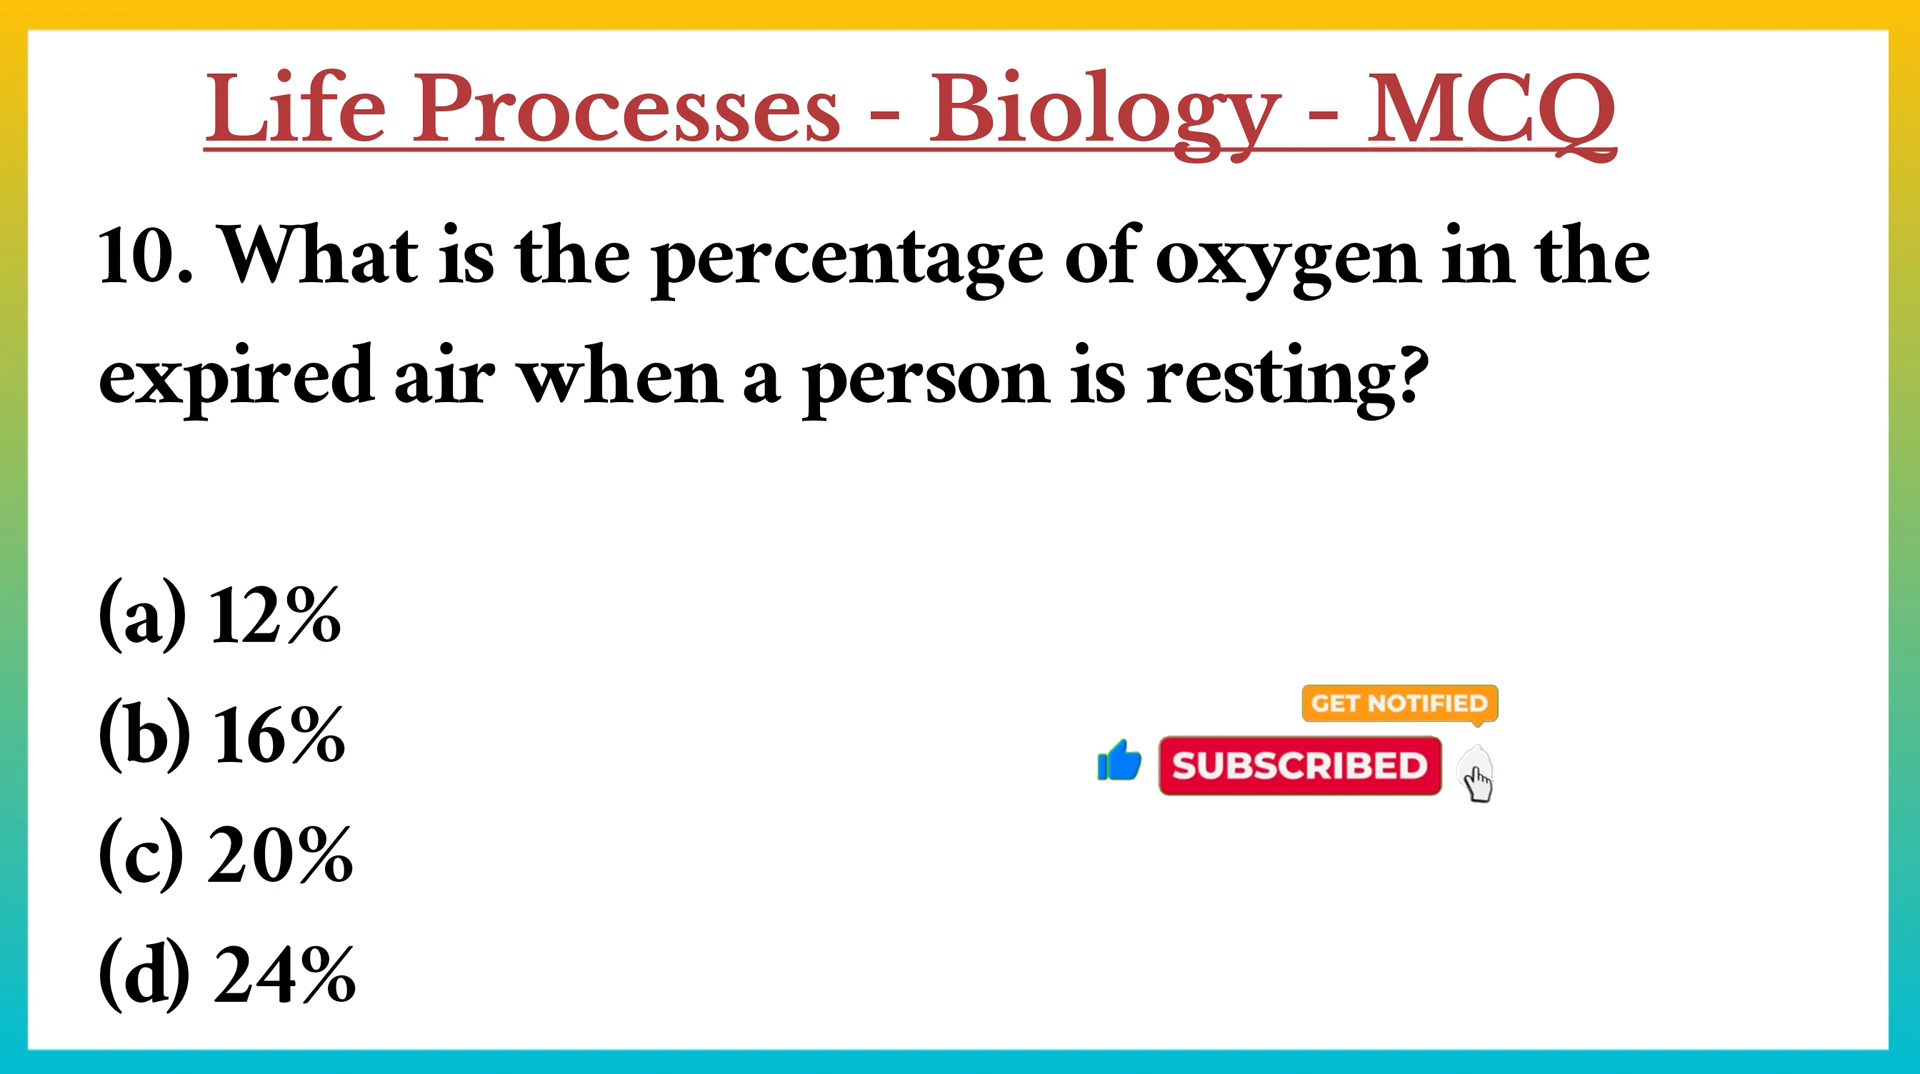 Life Processes - Biology - MCQ
10. What is the percentage of oxygen in the
expired air when a person is resting?
(a) 12%
(b) 16%
(c) 20%
(d) 24%
GET NOTIFIED
SUBSCRIBED